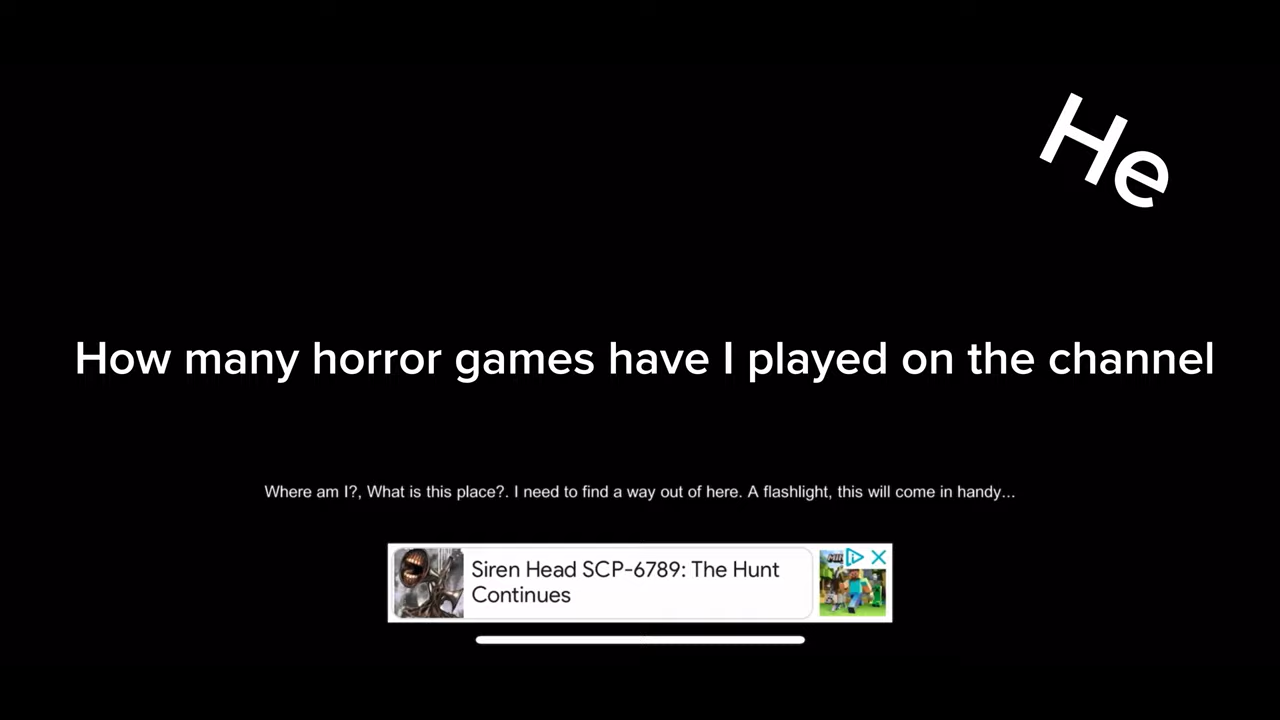 He
How many horror games have I played on the channel
Where am I?, What is this place?. I need to find a way out of here. A flashlight, this will come in handy...
Siren Head SCP-6789: The Hunt
Continues